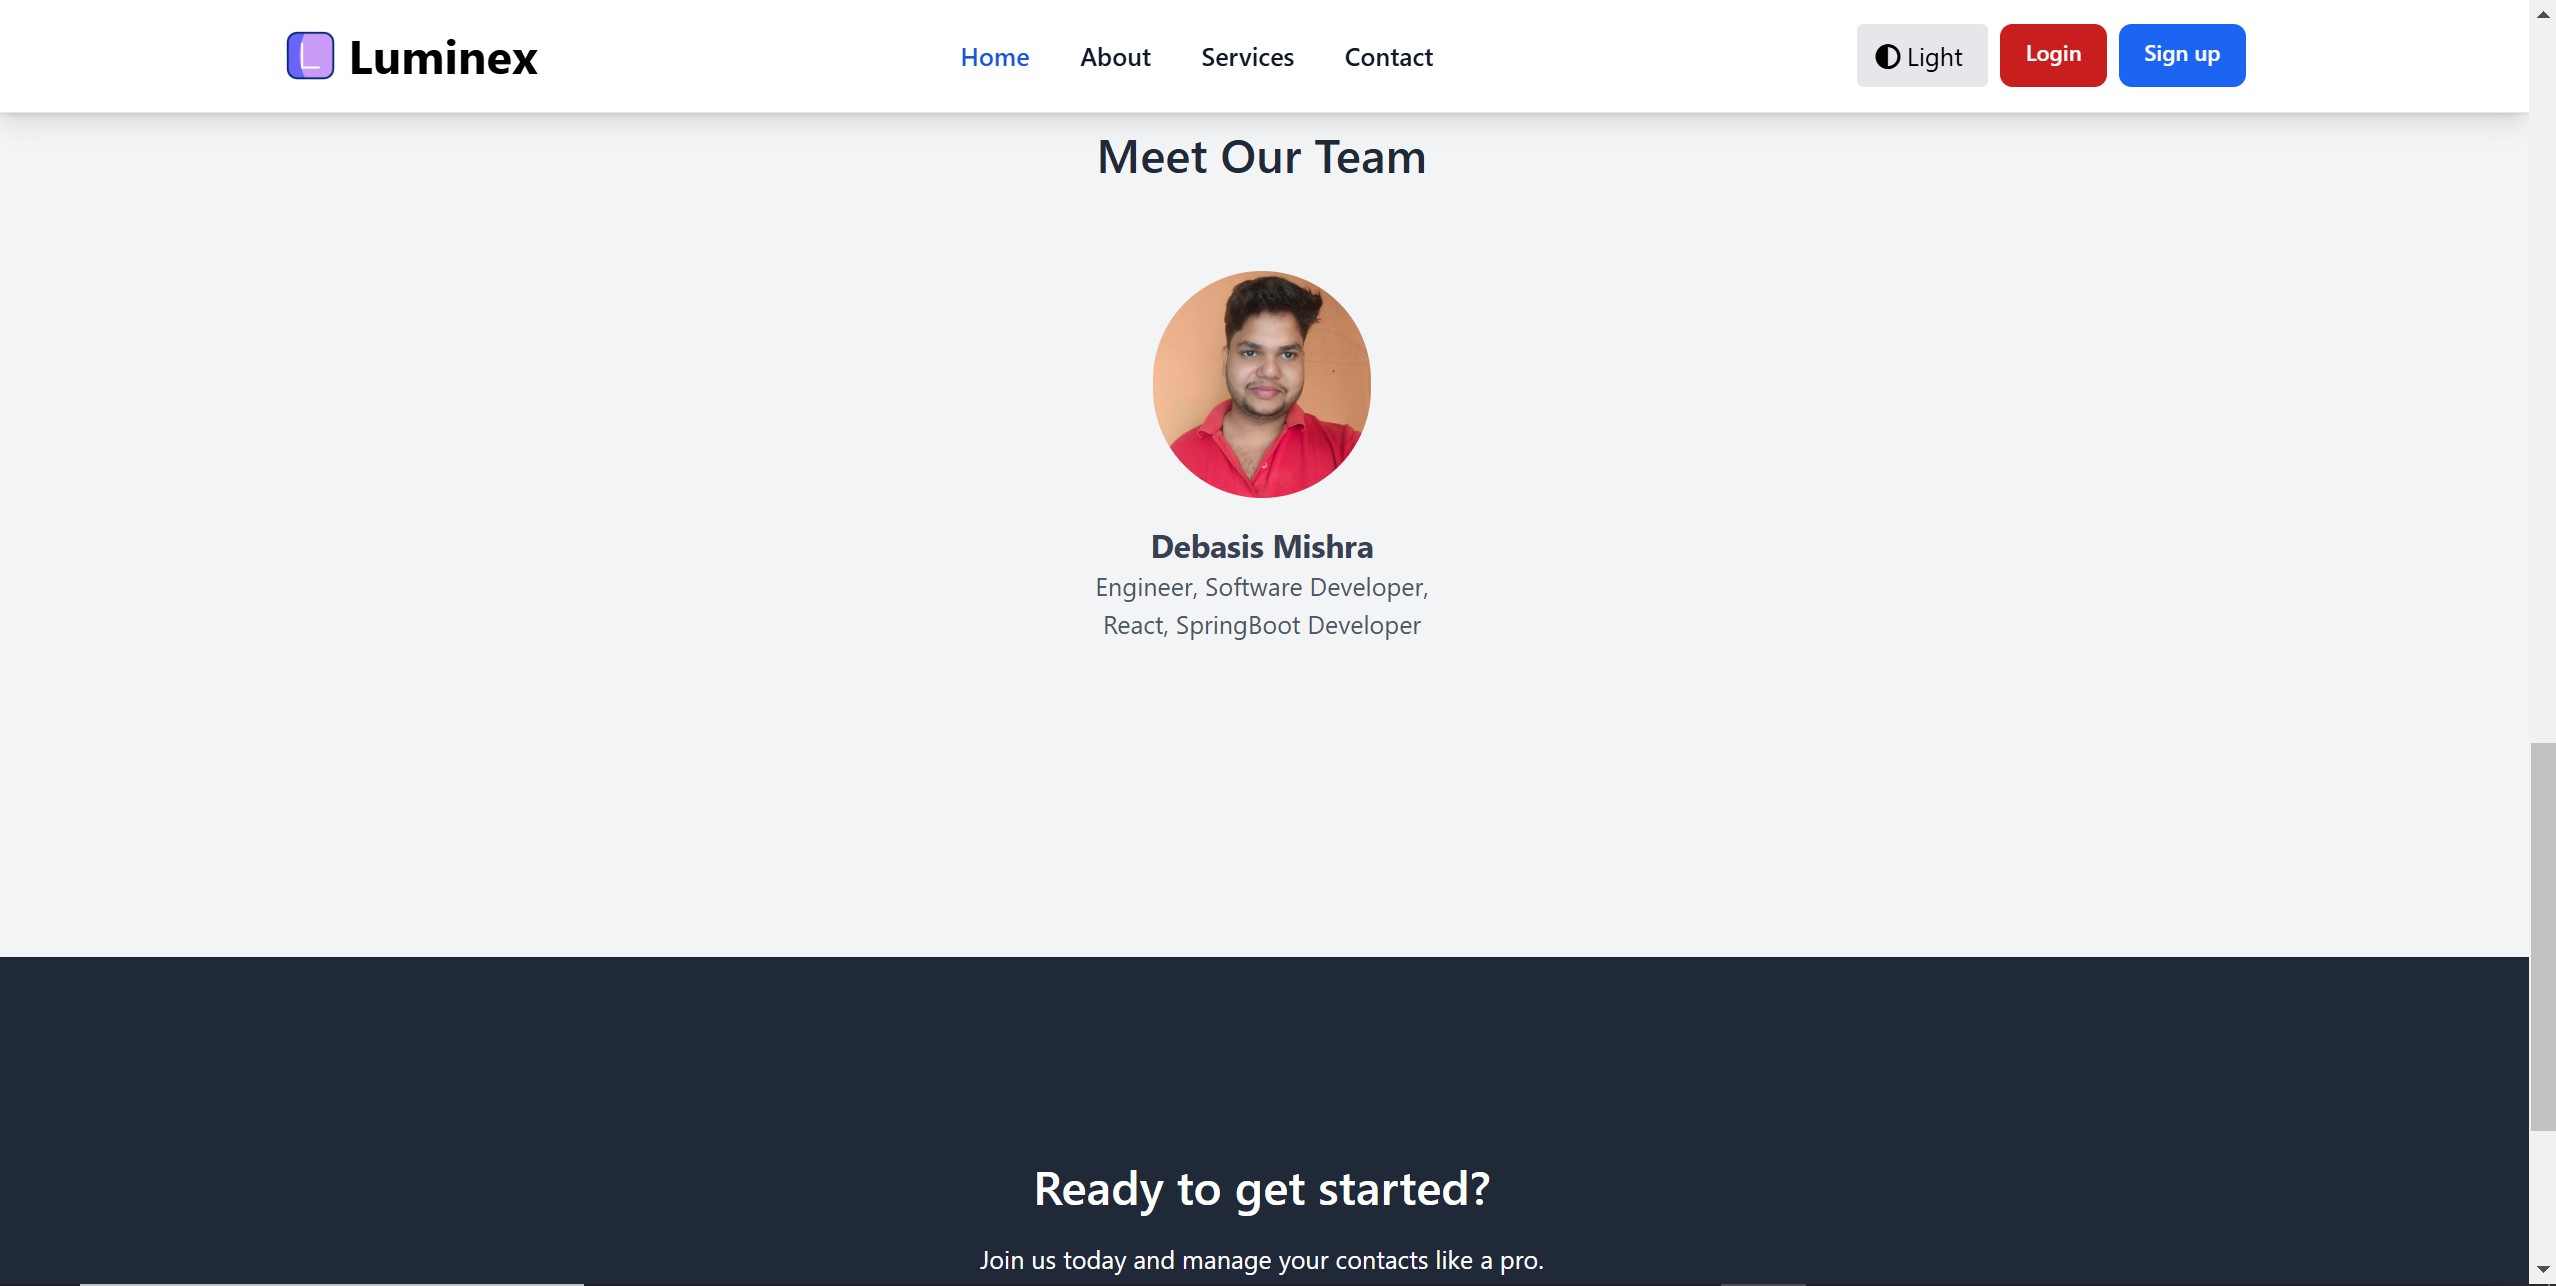 L
Luminex
Home
About
Services
Contact
Light
Login
Sign up
Meet Our Team
Debasis Mishra
Engineer, Software Developer,
React, SpringBoot Developer
Ready to get started?
Join us today and manage your contacts like a pro.